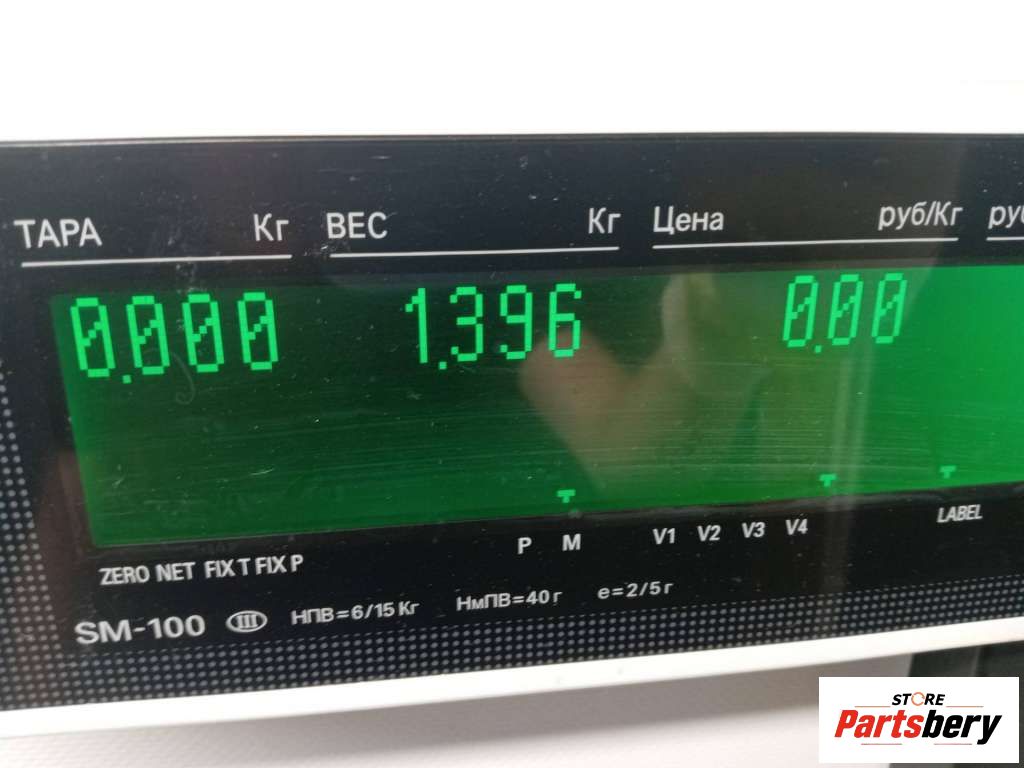 ТАРА Кг ВЕС Кг Цена руб/Кг
0.000 1.396 0.00
P M V1 V2 V3 V4 LABEL
ZERO NET FIX T FIX P
SM-100 III НПВ=6/15 Кг НмПВ=40 г e=2/5 г
STORE
Partsbery